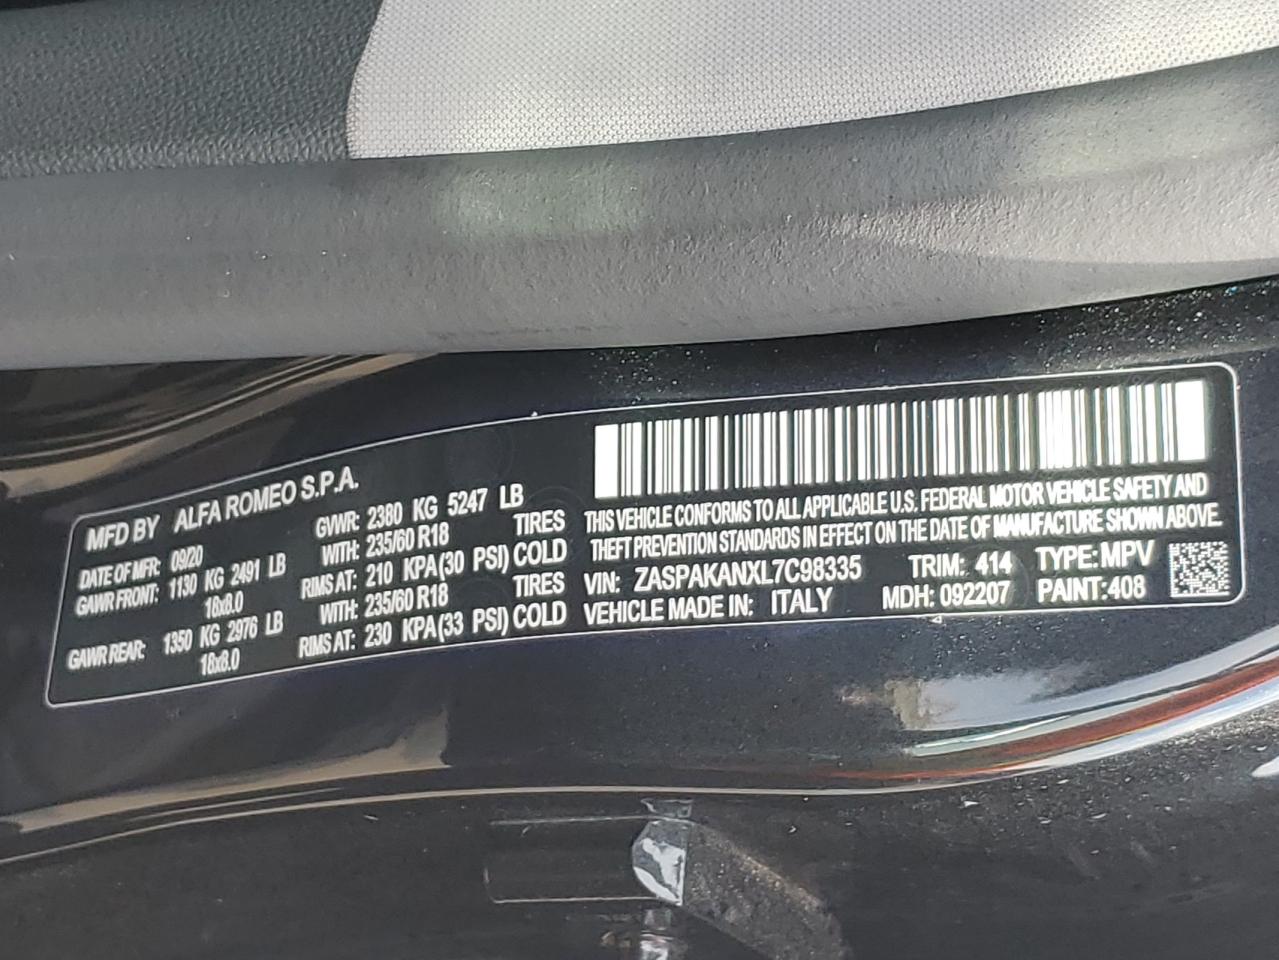 MFD BY ALFA ROMEO S.P.A.
DATE OF MFR: 09/20 GVWR: 2380 KG 5247 LB
GAWR FRONT: 1130 KG 2491 LB WITH: 235/60 R18 TIRES
18x8.0 RIMS AT: 210 KPA(30 PSI) COLD
GAWR REAR: 1350 KG 2976 LB WITH: 235/60 R18 TIRES
18x8.0 RIMS AT: 230 KPA(33 PSI) COLD
THIS VEHICLE CONFORMS TO ALL APPLICABLE U.S. FEDERAL MOTOR VEHICLE SAFETY AND
THEFT PREVENTION STANDARDS IN EFFECT ON THE DATE OF MANUFACTURE SHOWN ABOVE.
VIN: ZASPAKANXL7C98335 TRIM: 414 TYPE: MPV
VEHICLE MADE IN: ITALY MDH: 092207 PAINT: 408